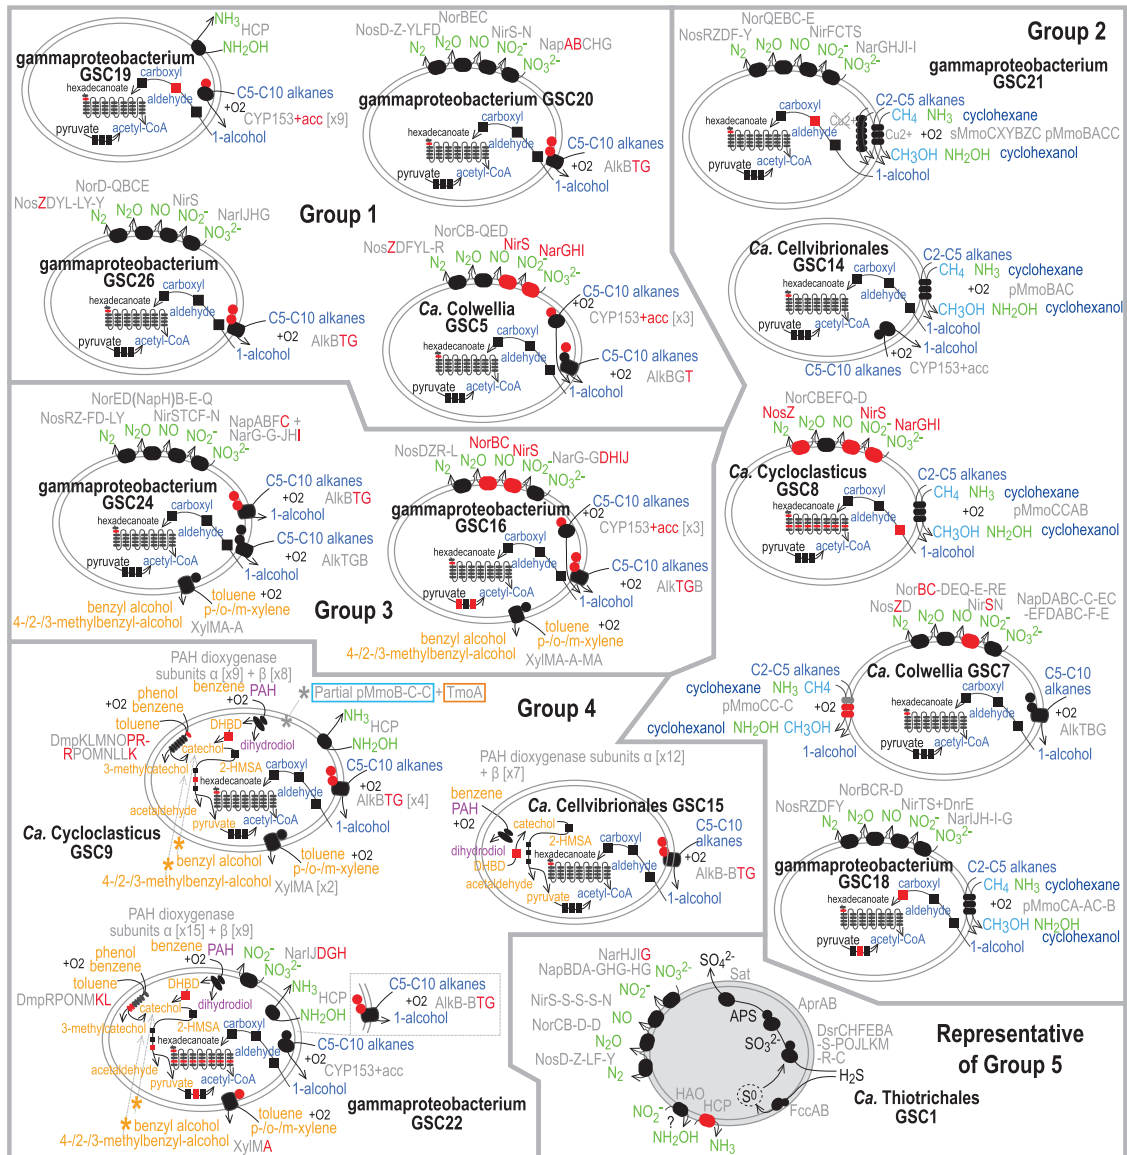 NH3
HCP
NH2OH
gammaproteobacterium
GSC19
carboxyl
hexadecanoate
aldehyde
C5-C10 alkanes
+O2
CYP153+acc [x9]
pyruvate
acetyl-CoA
1-alcohol
NorBEC
NosD-Z-YLFD
NirS-N
NapABCHG
N2
N2O
NO
NO2-
NO3-
gammaproteobacterium GSC20
carboxyl
hexadecanoate
aldehyde
C5-C10 alkanes
+O2
AlkBTG
pyruvate
acetyl-CoA
1-alcohol
Group 1
NorD-QBCE
NosZDYL-LY-Y
NirS
NarIJHG
N2
N2O
NO
NO2-
NO3-
gammaproteobacterium
GSC26
carboxyl
hexadecanoate
aldehyde
C5-C10 alkanes
+O2
AlkBTG
pyruvate
acetyl-CoA
1-alcohol
NorCB-QED
NosZDFYL-R
NirS
NarGHI
N2
N2O
NO
NO2-
NO3-
Ca. Colwellia
GSC5
carboxyl
hexadecanoate
aldehyde
C5-C10 alkanes
+O2
CYP153+acc [x3]
C5-C10 alkanes
+O2
AlkBGT
pyruvate
acetyl-CoA
1-alcohol
Group 2
NorQEBC-E
NosRZDF-Y
NirFCTS
NarGHJI-I
N2
N2O
NO
NO2-
NO3-
gammaproteobacterium
GSC21
C2-C5 alkanes
CH4
NH3
cyclohexane
Cu2+
Cu2+
+O2
sMmoCXYBZC pMmoBACC
CH3OH
NH2OH
cyclohexanol
1-alcohol
carboxyl
hexadecanoate
aldehyde
pyruvate
acetyl-CoA
Ca. Cellvibrionales
GSC14
C2-C5 alkanes
CH4
NH3
cyclohexane
+O2
pMmoBAC
CH3OH
NH2OH
cyclohexanol
1-alcohol
carboxyl
hexadecanoate
aldehyde
pyruvate
acetyl-CoA
+O2
C5-C10 alkanes
CYP153+acc
NorCBEFQ-D
NosZ
NirS
NarGHI
N2
N2O
NO
NO2-
NO3-
Ca. Cycloclasticus
GSC8
C2-C5 alkanes
CH4
NH3
cyclohexane
+O2
pMmoCCAB
CH3OH
NH2OH
cyclohexanol
1-alcohol
carboxyl
hexadecanoate
aldehyde
pyruvate
acetyl-CoA
NorBC-DEQ-E-RE
NosZD
NirSN
NapDABC-C-EC
-EFDABC-F-E
N2
N2O
NO
NO2-
NO3-
Ca. Colwellia GSC7
C2-C5 alkanes
cyclohexane
NH3
CH4
pMmoCC-C
+O2
cyclohexanol
NH2OH
CH3OH
1-alcohol
carboxyl
hexadecanoate
aldehyde
pyruvate
acetyl-CoA
C5-C10
alkanes
+O2
AlkTBG
1-alcohol
NorBCR-D
NosRZDFY
NirTS+DnrE
NarIJH-I-G
N2
N2O
NO
NO2-
NO3-
gammaproteobacterium
GSC18
C2-C5 alkanes
CH4
NH3
cyclohexane
+O2
pMmoCA-AC-B
CH3OH
NH2OH
cyclohexanol
1-alcohol
carboxyl
hexadecanoate
aldehyde
pyruvate
acetyl-CoA
Group 3
NorED(NapH)B-E-Q
NosRZ-FD-LY
NirSTCF-N
NapABFC +
NarG-G-JHI
N2
N2O
NO
NO2-
NO3-
gammaproteobacterium
GSC24
carboxyl
hexadecanoate
aldehyde
C5-C10 alkanes
+O2
AlkBTG
1-alcohol
C5-C10 alkanes
+O2
AlkTGB
1-alcohol
pyruvate
acetyl-CoA
toluene
+O2
p-/o-/m-xylene
benzyl alcohol
4-/2-/3-methylbenzyl-alcohol
XylMA-A
NorBC
NosDZR-L
NirS
NarG-GDHIJ
N2
N2O
NO
NO2-
NO3-
gammaproteobacterium
GSC16
carboxyl
hexadecanoate
aldehyde
C5-C10 alkanes
+O2
CYP153+acc [x3]
C5-C10 alkanes
+O2
AlkTGB
1-alcohol
pyruvate
acetyl-CoA
toluene
+O2
p-/o-/m-xylene
benzyl alcohol
4-/2-/3-methylbenzyl-alcohol
XylMA-A-MA
Group 4
PAH dioxygenase
subunits α [x9] + β [x8]
* Partial pMmoB-C-C + TmoA
phenol
benzene
benzene
PAH
+O2
+O2
toluene
DmpKLMNOPR-
RPOMNLLK
DHBD
catechol
dihydrodiol
3-methylcatechol
2-HMSA
NH3
HCP
NH2OH
carboxyl
hexadecanoate
aldehyde
C5-C10 alkanes
+O2
AlkBTG [x4]
acetaldehyde
pyruvate
acetyl-CoA
1-alcohol
Ca. Cycloclasticus
GSC9
*
*
toluene
+O2
p-/o-/m-xylene
benzyl alcohol
4-/2-/3-methylbenzyl-alcohol
XylMA [x2]
PAH dioxygenase subunits α [x12]
+ β [x7]
benzene
PAH
+O2
Ca. Cellvibrionales GSC15
catechol
2-HMSA
dihydrodiol
DHBD
carboxyl
hexadecanoate
aldehyde
acetaldehyde
pyruvate
acetyl-CoA
C5-C10
alkanes
+O2
AlkB-BTG
1-alcohol
PAH dioxygenase
subunits α [x15] + β [x9]
phenol
benzene
benzene
PAH
+O2
+O2
toluene
DmpRPONMKL
NO2-
NO3-
NarIJDGH
DHBD
catechol
dihydrodiol
3-methylcatechol
2-HMSA
NH3
HCP
NH2OH
C5-C10 alkanes
+O2
AlkB-BTG
1-alcohol
carboxyl
hexadecanoate
aldehyde
C5-C10 alkanes
+O2
CYP153+acc
acetaldehyde
pyruvate
acetyl-CoA
1-alcohol
gammaproteobacterium
GSC22
*
*
toluene
+O2
p-/o-/m-xylene
benzyl alcohol
4-/2-/3-methylbenzyl-alcohol
XylMA
Representative
of Group 5
NarHJIG
NapBDA-GHG-HG
NO3-
NirS-S-S-S-N
NO2-
NorCB-D-D
NO
N2O
NosD-Z-LF-Y
N2
SO42-
Sat
APS
AprAB
SO32-
DsrCHFEBA
-S-POJLKM
-R-C
H2S
S0
FccAB
HAO
HCP
NO2-
?
NH2OH
NH3
Ca. Thiotrichales
GSC1